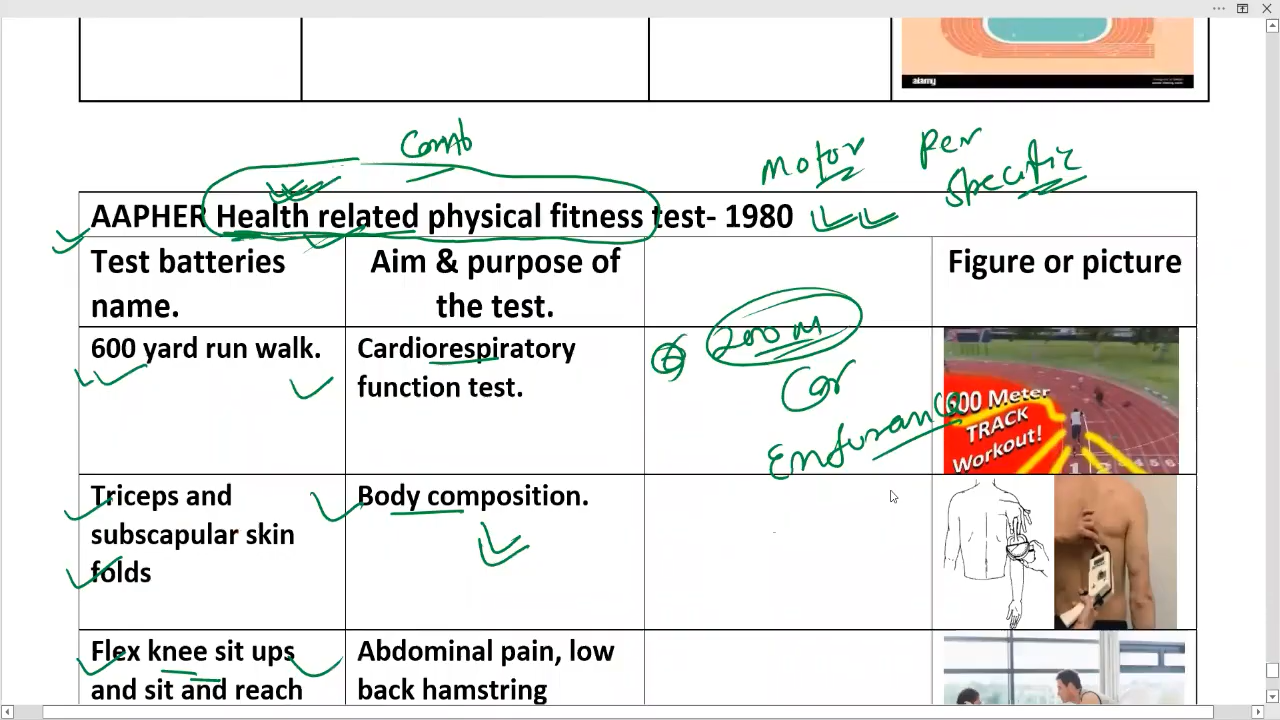 alamy
Comb
Motor Per
Specific
AAPHER Health related physical fitness test- 1980
Test batteries
name.
Aim & purpose of
the test.
Figure or picture
600 yard run walk.
Cardiorespiratory
function test.
200 M
Car
Endurance
600 Meter
TRACK
Workout!
Triceps and
subscapular skin
folds
Body composition.
Flex knee sit ups
and sit and reach
Abdominal pain, low
back hamstring